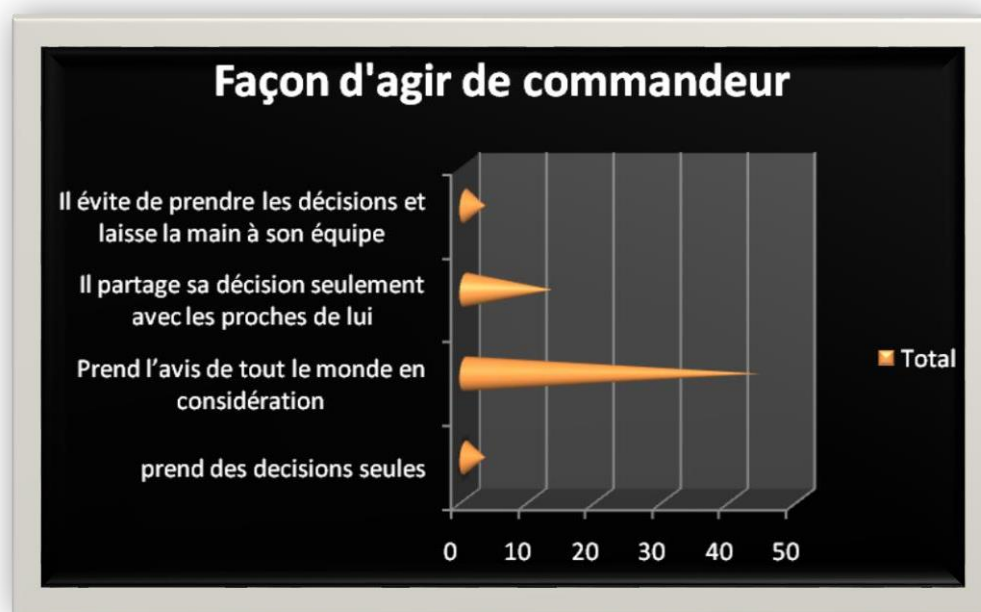 Façon d'agir de commandeur
Il évite de prendre les décisions et
laisse la main à son équipe
Il partage sa décision seulement
avec les proches de lui
Prend l’avis de tout le monde en
considération
prend des decisions seules
Total
0 10 20 30 40 50